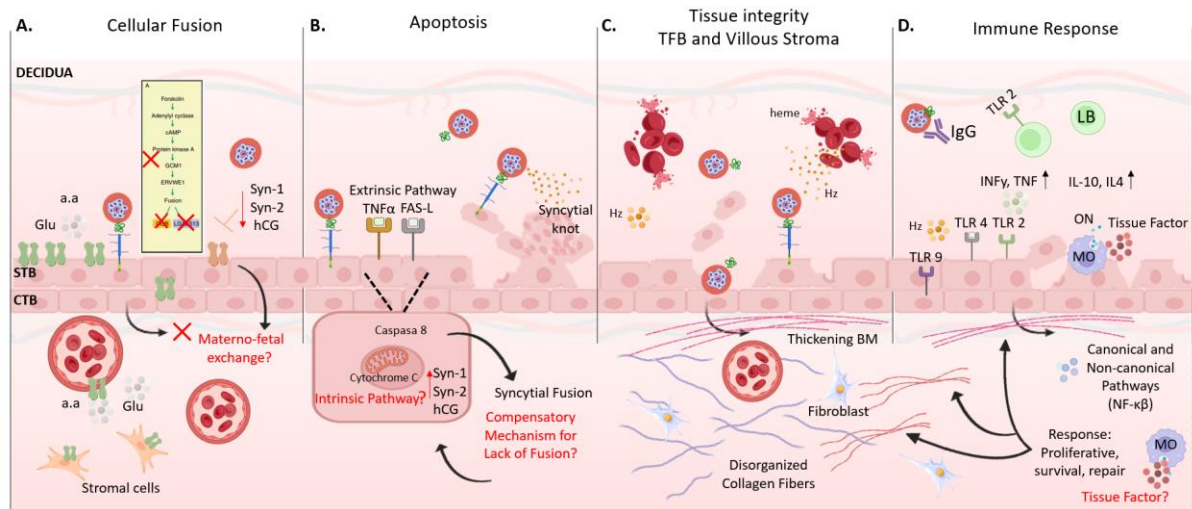 A.
Cellular Fusion
DECIDUA
A
Forskolin
Adenylyl cyclase
cAMP
Protein kinase A
GCM1
ERVWE1
Fusion
a.a
Glu
Syn-1
Syn-2
hCG
STB
CTB
Materno-fetal
exchange?
a.a
Glu
Stromal cells
B.
Apoptosis
Extrinsic Pathway
TNFα
FAS-L
Syncytial
knot
Caspasa 8
Cytochrome C
Intrinsic Pathway?
Syn-1
Syn-2
hCG
Syncytial Fusion
Compensatory
Mechanism for
Lack of Fusion?
C.
Tissue integrity
TFB and Villous Stroma
heme
Hz
Hz
Thickening BM
Fibroblast
Disorganized
Collagen Fibers
D.
Immune Response
TLR 2
LB
IgG
INFγ, TNF
IL-10, IL4
Hz
TLR 4
TLR 2
ON
Tissue Factor
MO
TLR 9
Canonical and
Non-canonical
Pathways
(NF-κβ)
Response:
Proliferative,
survival, repair
MO
Tissue Factor?